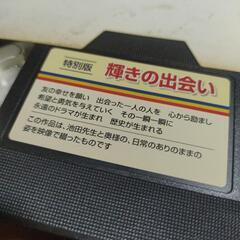 特別版
輝きの出会い
友の幸せを願い 出会った一人の人を 心から励まし
希望と勇気を与えていく その一瞬一瞬に
永遠のドラマが生まれ 歴史が生まれる
この作品は、池田先生と奥様の、日常のありのままの
姿を映像で綴ったものです